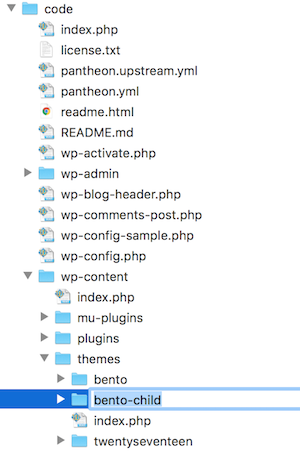 code
index.php
license.txt
pantheon.upstream.yml
pantheon.yml
readme.html
README.md
wp-activate.php
wp-admin
wp-blog-header.php
wp-comments-post.php
wp-config-sample.php
wp-config.php
wp-content
index.php
mu-plugins
plugins
themes
bento
bento-child
index.php
twentyseventeen